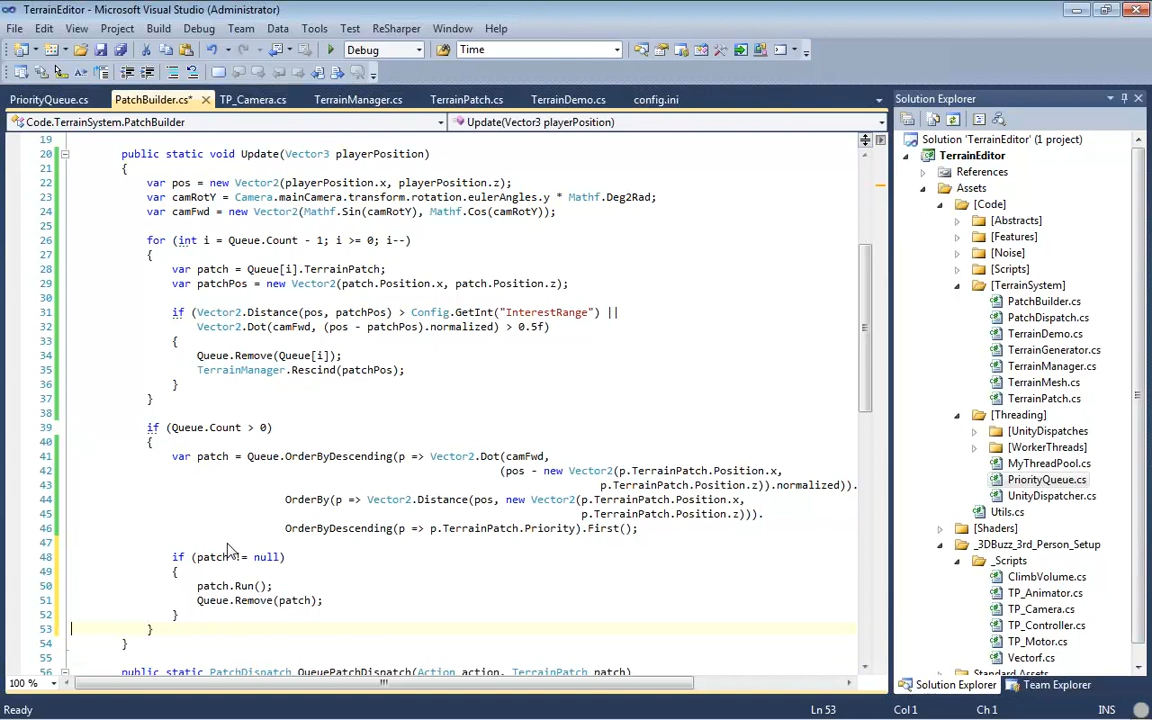 TerrainEditor - Microsoft Visual Studio (Administrator)
File Edit View Project Build Debug Team Data Tools Test ReSharper Window Help
Debug Time
PriorityQueue.cs PatchBuilder.cs* TP_Camera.cs TerrainManager.cs TerrainPatch.cs TerrainDemo.cs config.ini
Code.TerrainSystem.PatchBuilder Update(Vector3 playerPosition)
19
20 public static void Update(Vector3 playerPosition)
21 {
22 var pos = new Vector2(playerPosition.x, playerPosition.z);
23 var camRotY = Camera.mainCamera.transform.rotation.eulerAngles.y * Mathf.Deg2Rad;
24 var camFwd = new Vector2(Mathf.Sin(camRotY), Mathf.Cos(camRotY));
25
26 for (int i = Queue.Count - 1; i >= 0; i--)
27 {
28 var patch = Queue[i].TerrainPatch;
29 var patchPos = new Vector2(patch.Position.x, patch.Position.z);
30
31 if (Vector2.Distance(pos, patchPos) > Config.GetInt("InterestRange") ||
32 Vector2.Dot(camFwd, (pos - patchPos).normalized) > 0.5f)
33 {
34 Queue.Remove(Queue[i]);
35 TerrainManager.Rescind(patchPos);
36 }
37 }
38
39 if (Queue.Count > 0)
40 {
41 var patch = Queue.OrderByDescending(p => Vector2.Dot(camFwd,
42 (pos - new Vector2(p.TerrainPatch.Position.x,
43 p.TerrainPatch.Position.z)).normalized)).
44 OrderBy(p => Vector2.Distance(pos, new Vector2(p.TerrainPatch.Position.x,
45 p.TerrainPatch.Position.z))).
46 OrderByDescending(p => p.TerrainPatch.Priority).First();
47
48 if (patch != null)
49 {
50 patch.Run();
51 Queue.Remove(patch);
52 }
53 }
54 }
55
56 public static PatchDispatch QueuePatchDispatch(Action action, TerrainPatch patch)
100 %
Solution Explorer
Solution 'TerrainEditor' (1 project)
TerrainEditor
References
Assets
[Code]
[Abstracts]
[Features]
[Noise]
[Scripts]
[TerrainSystem]
PatchBuilder.cs
PatchDispatch.cs
TerrainDemo.cs
TerrainGenerator.cs
TerrainManager.cs
TerrainMesh.cs
TerrainPatch.cs
[Threading]
[UnityDispatches]
[WorkerThreads]
MyThreadPool.cs
PriorityQueue.cs
UnityDispatcher.cs
Utils.cs
[Shaders]
_3DBuzz_3rd_Person_Setup
_Scripts
ClimbVolume.cs
TP_Animator.cs
TP_Camera.cs
TP_Controller.cs
TP_Motor.cs
Vectorf.cs
Standard Assets
Solution Explorer Team Explorer
Ready Ln 53 Col 1 Ch 1 INS